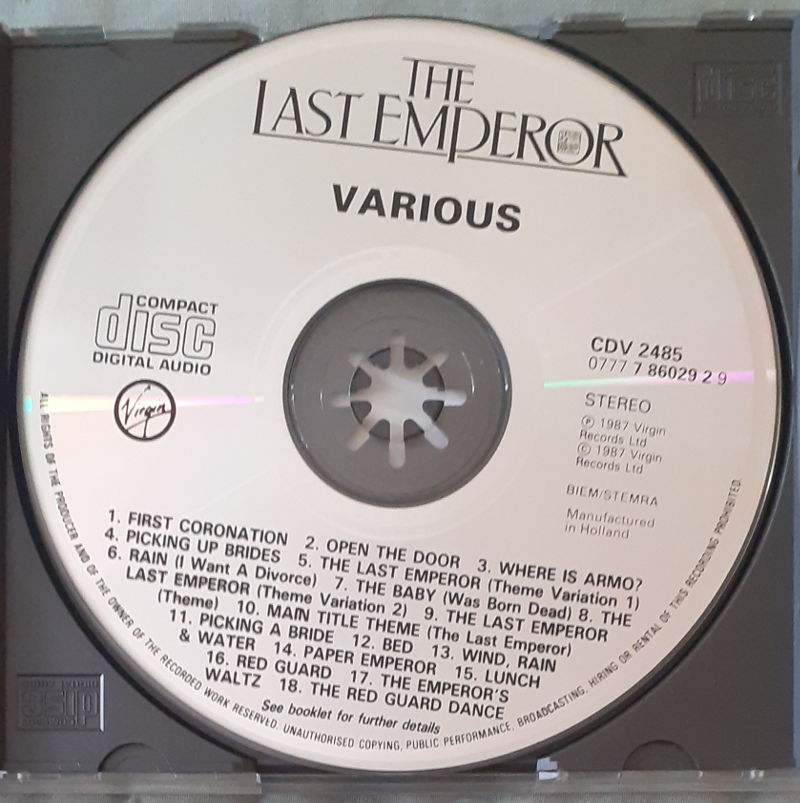 THE
LAST EMPEROR
VARIOUS
COMPACT
disc
DIGITAL AUDIO
Virgin
CDV 2485
0777 7 86029 2 9
STEREO
℗ 1987 Virgin
Records Ltd
© 1987 Virgin
Records Ltd
BIEM/STEMRA
Manufactured
in Holland
1. FIRST CORONATION 2. OPEN THE DOOR 3. WHERE IS ARMO?
4. PICKING UP BRIDES 5. THE LAST EMPEROR (Theme Variation 1)
6. RAIN (I Want A Divorce) 7. THE BABY (Was Born Dead) 8. THE
LAST EMPEROR (Theme Variation 2) 9. THE LAST EMPEROR
(Theme) 10. MAIN TITLE THEME (The Last Emperor)
11. PICKING A BRIDE 12. BED 13. WIND, RAIN
& WATER 14. PAPER EMPEROR 15. LUNCH
16. RED GUARD 17. THE EMPEROR'S
WALTZ 18. THE RED GUARD DANCE
See booklet for further details
ALL RIGHTS OF THE PRODUCER AND OF THE OWNER OF THE RECORDED WORK RESERVED. UNAUTHORISED COPYING, PUBLIC PERFORMANCE, BROADCASTING, HIRING OR RENTAL OF THIS RECORDING PROHIBITED.
disc
disc
DIGITAL AUDIO